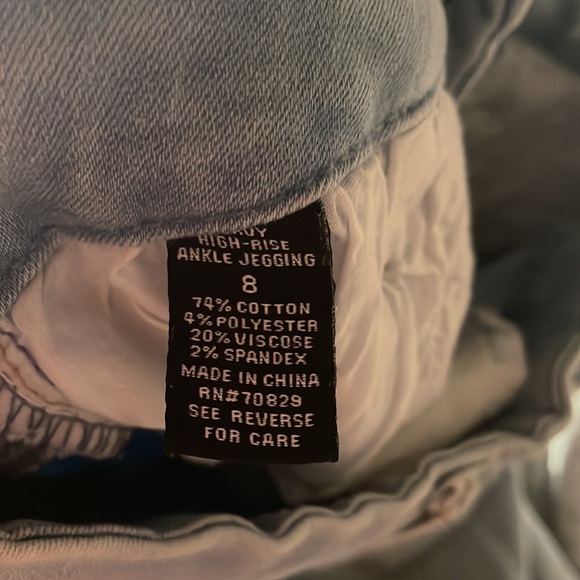 HIGH-RISE
ANKLE JEGGING
8
74% COTTON
4% POLYESTER
20% VISCOSE
2% SPANDEX
MADE IN CHINA
RN#70829
SEE REVERSE
FOR CARE